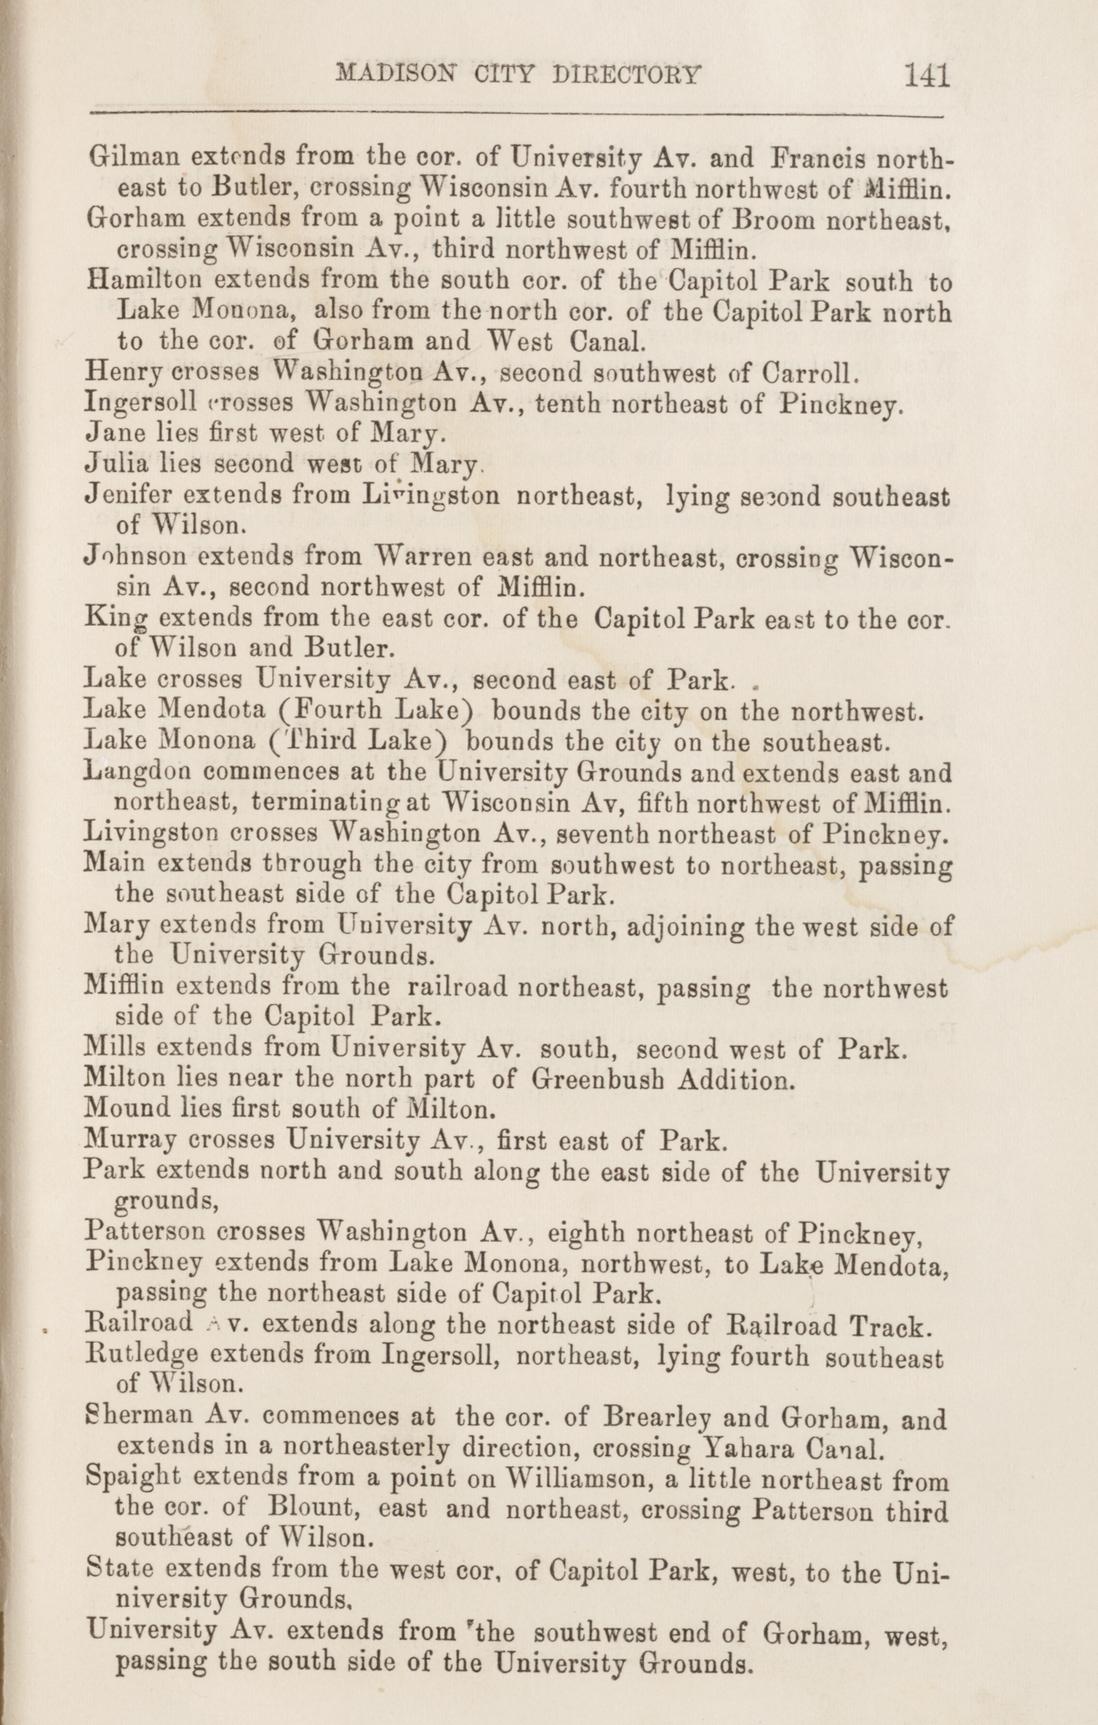 MADISON CITY DIRECTORY 141
Gilman extends from the cor. of University Av. and Francis north-
east to Butler, crossing Wisconsin Av. fourth northwest of Mifflin.
Gorham extends from a point a little southwest of Broom northeast,
crossing Wisconsin Av., third northwest of Mifflin.
Hamilton extends from the south cor. of the Capitol Park south to
Lake Monona, also from the north cor. of the Capitol Park north
to the cor. of Gorham and West Canal.
Henry crosses Washington Av., second southwest of Carroll.
Ingersoll crosses Washington Av., tenth northeast of Pinckney.
Jane lies first west of Mary.
Julia lies second west of Mary.
Jenifer extends from Livingston northeast, lying second southeast
of Wilson.
Johnson extends from Warren east and northeast, crossing Wiscon-
sin Av., second northwest of Mifflin.
King extends from the east cor. of the Capitol Park east to the cor.
of Wilson and Butler.
Lake crosses University Av., second east of Park.
Lake Mendota (Fourth Lake) bounds the city on the northwest.
Lake Monona (Third Lake) bounds the city on the southeast.
Langdon commences at the University Grounds and extends east and
northeast, terminating at Wisconsin Av, fifth northwest of Mifflin.
Livingston crosses Washington Av., seventh northeast of Pinckney.
Main extends through the city from southwest to northeast, passing
the southeast side of the Capitol Park.
Mary extends from University Av. north, adjoining the west side of
the University Grounds.
Mifflin extends from the railroad northeast, passing the northwest
side of the Capitol Park.
Mills extends from University Av. south, second west of Park.
Milton lies near the north part of Greenbush Addition.
Mound lies first south of Milton.
Murray crosses University Av., first east of Park.
Park extends north and south along the east side of the University
grounds,
Patterson crosses Washington Av., eighth northeast of Pinckney,
Pinckney extends from Lake Monona, northwest, to Lake Mendota,
passing the northeast side of Capitol Park.
Railroad Av. extends along the northeast side of Railroad Track.
Rutledge extends from Ingersoll, northeast, lying fourth southeast
of Wilson.
Sherman Av. commences at the cor. of Brearley and Gorham, and
extends in a northeasterly direction, crossing Yahara Canal.
Spaight extends from a point on Williamson, a little northeast from
the cor. of Blount, east and northeast, crossing Patterson third
southeast of Wilson.
State extends from the west cor, of Capitol Park, west, to the Uni-
niversity Grounds,
University Av. extends from the southwest end of Gorham, west,
passing the south side of the University Grounds.